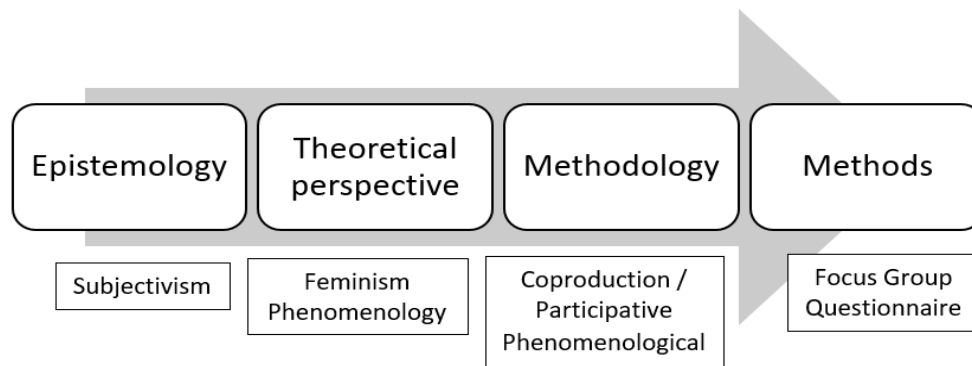 Epistemology
Theoretical
perspective
Methodology
Methods
Subjectivism
Feminism
Phenomenology
Coproduction /
Participative
Phenomenological
Focus Group
Questionnaire